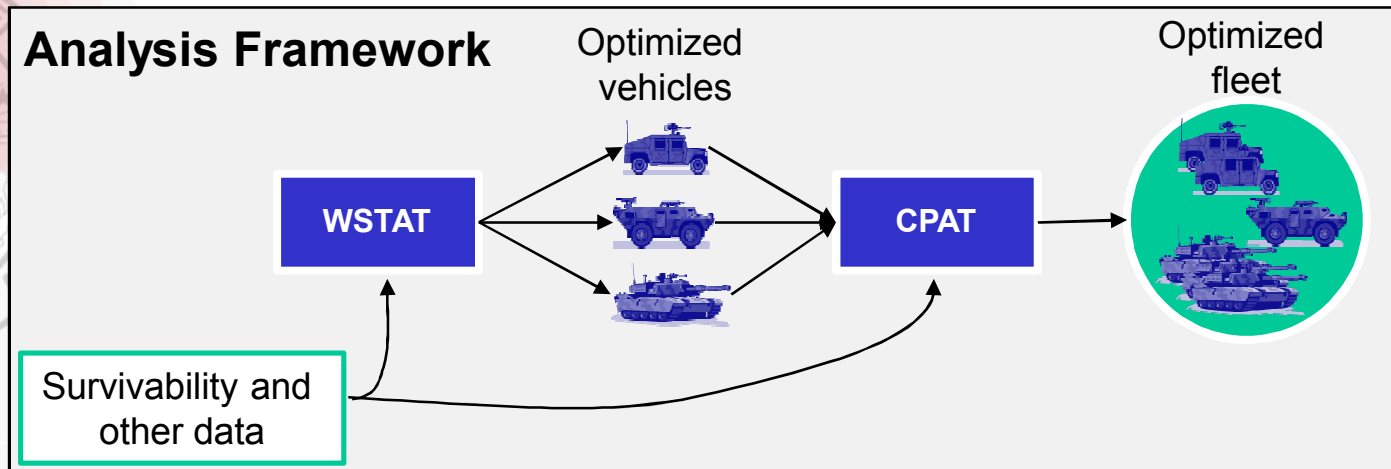 Analysis Framework
Optimized
vehicles
Optimized
fleet
WSTAT
CPAT
Survivability and
other data